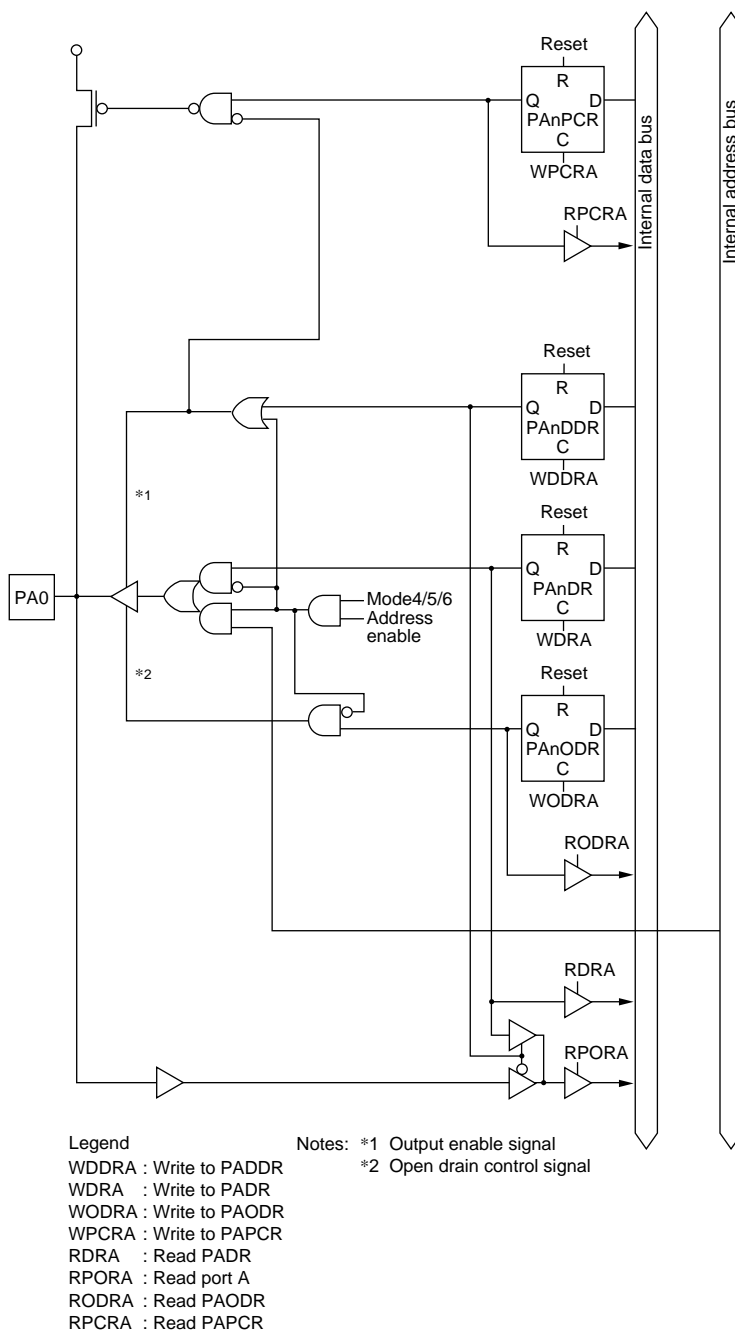 Reset
R
Q D
PAnPCR
C
WPCRA
RPCRA
Internal data bus
Internal address bus
Reset
R
Q D
PAnDDR
C
WDDRA
*1
Reset
R
Q D
PAnDR
C
WDRA
PA0
Mode4/5/6
Address
enable
*2
Reset
R
Q D
PAnODR
C
WODRA
RODRA
RDRA
RPORA
Legend
WDDRA : Write to PADDR
WDRA : Write to PADR
WODRA : Write to PAODR
WPCRA : Write to PAPCR
RDRA : Read PADR
RPORA : Read port A
RODRA : Read PAODR
RPCRA : Read PAPCR
Notes: *1 Output enable signal
*2 Open drain control signal